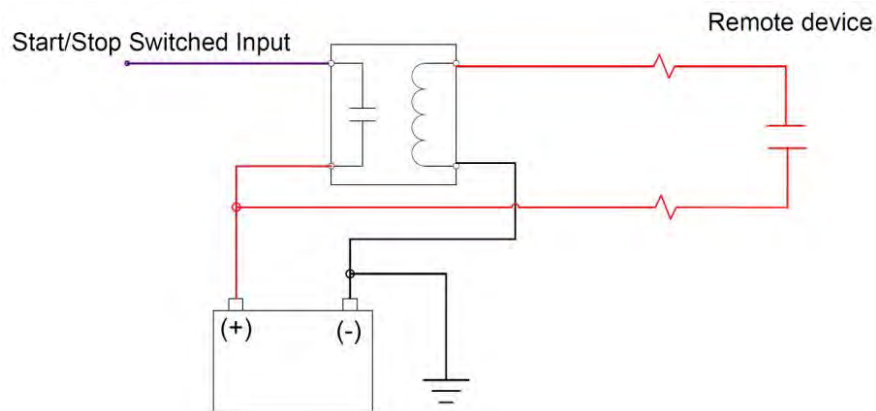 Remote device
Start/Stop Switched Input
(+)
(-)